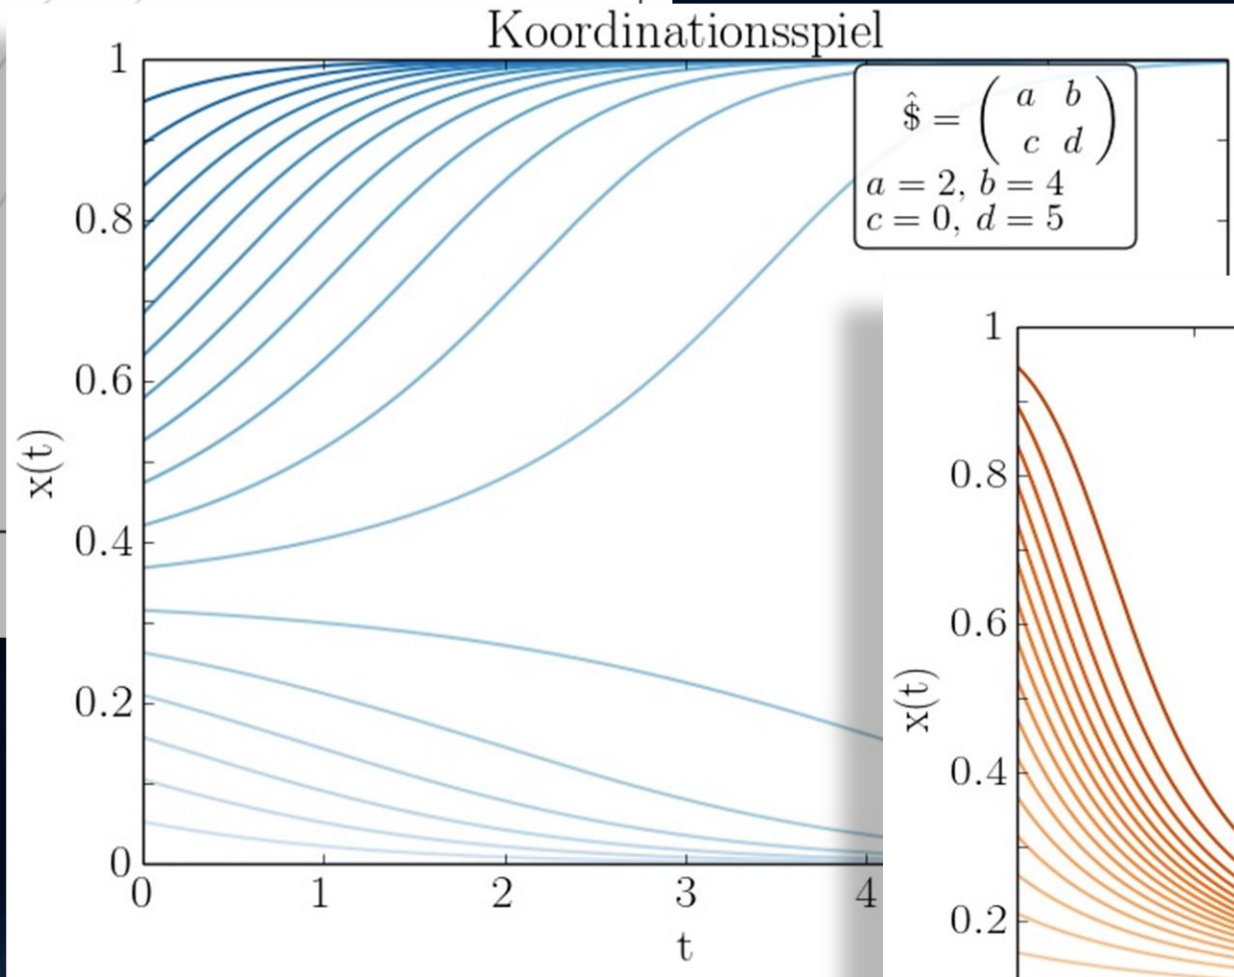 Koordinationsspiel
1
0.8
0.6
0.4
0.2
0
x(t)
0 1 2 3 4
t
$̂ = ( a b
c d )
a = 2, b = 4
c = 0, d = 5
1
0.8
0.6
0.4
0.2
x(t)